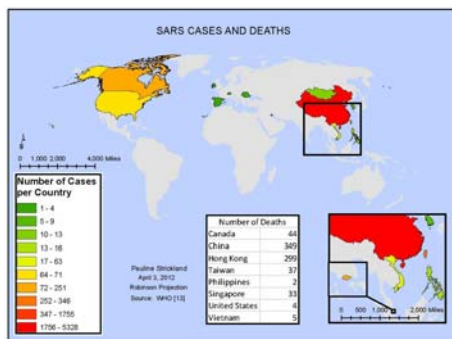 SARS CASES AND DEATHS
0 1,000 2,000 4,000 Miles
Number of Cases
per Country
1 - 4
5 - 9
10 - 13
13 - 16
17 - 63
64 - 71
72 - 251
252 - 346
347 - 1755
1756 - 5328
Pauline Strickland
April 3, 2012
Robinson Projection
Source: WHO [13]
Number of Deaths
Canada 44
China 349
Hong Kong 299
Taiwan 37
Philippines 2
Singapore 33
United States 4
Vietnam 5
0 500 1,000 2,000 Miles